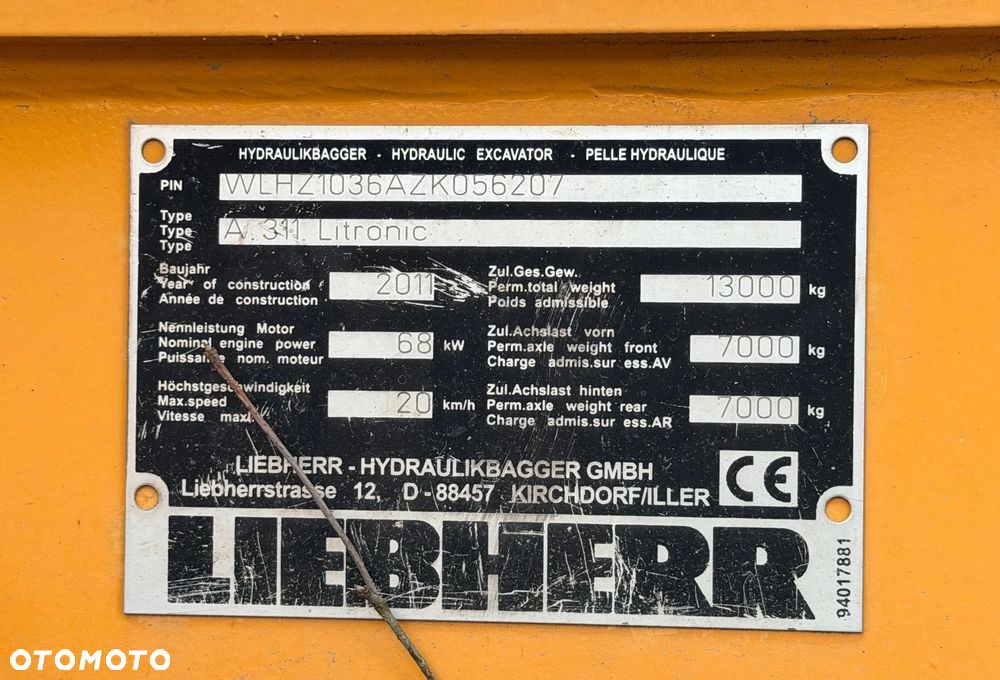 HYDRAULIKBAGGER - HYDRAULIC EXCAVATOR - PELLE HYDRAULIQUE
PIN WLHZ1036AZK056207
Type
Type A 311 Litronic
Type
Baujahr
Year of construction 2011
Année de construction
Zul.Ges.Gew.
Perm.total weight 13000 kg
Poids admissible
Nennleistung Motor
Nominal engine power 68 kW
Puissante nom. moteur
Zul.Achslast vorn
Perm.axle weight front 7000 kg
Charge admis.sur ess.AV
Höchstgeschwindigkeit
Max.speed 20 km/h
Vitesse maxi.
Zul.Achslast hinten
Perm.axle weight rear 7000 kg
Charge admis.sur ess.AR
LIEBHERR - HYDRAULIKBAGGER GMBH
Liebherrstrasse 12, D - 88457 KIRCHDORF/ILLER
CE
LIEBHERR
94017881
OTOMOTO